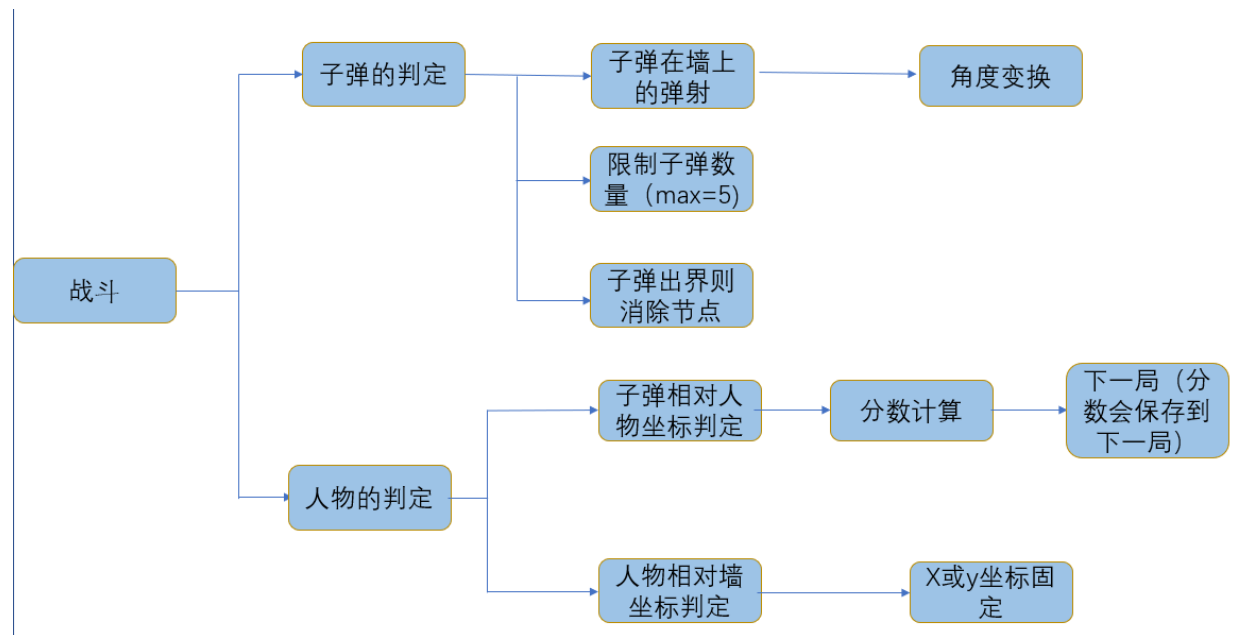 子弹的判定
子弹在墙上
的弹射
角度变换
限制子弹数
量（max=5)
子弹出界则
消除节点
战斗
子弹相对人
物坐标判定
分数计算
下一局（分
数会保存到
下一局）
人物的判定
人物相对墙
坐标判定
X或y坐标固
定